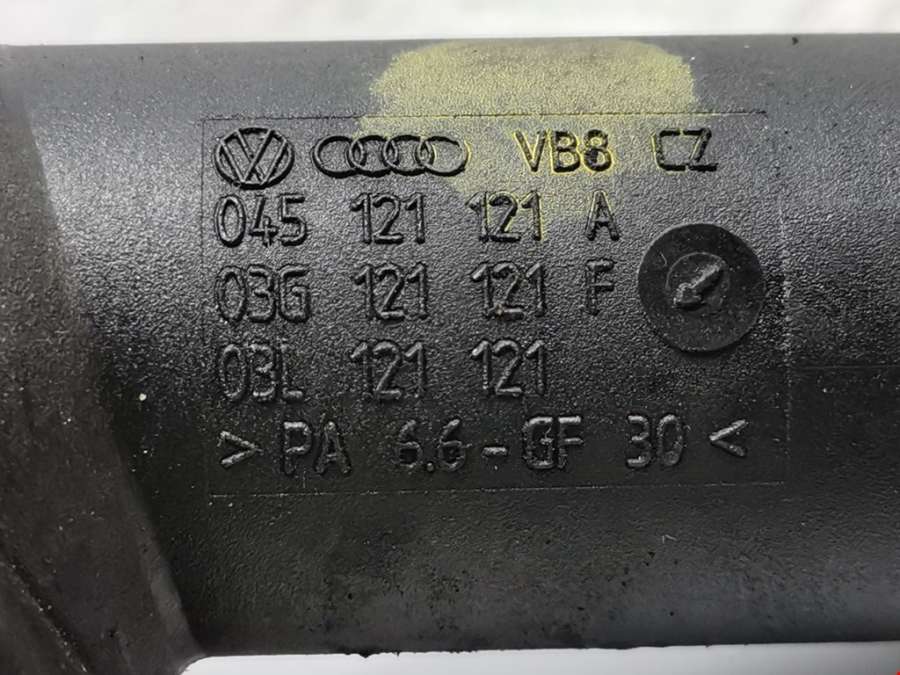 VB8 CZ
045 121 121 A
03G 121 121 F
03L 121 121
> PA 6.6-GF 30 <